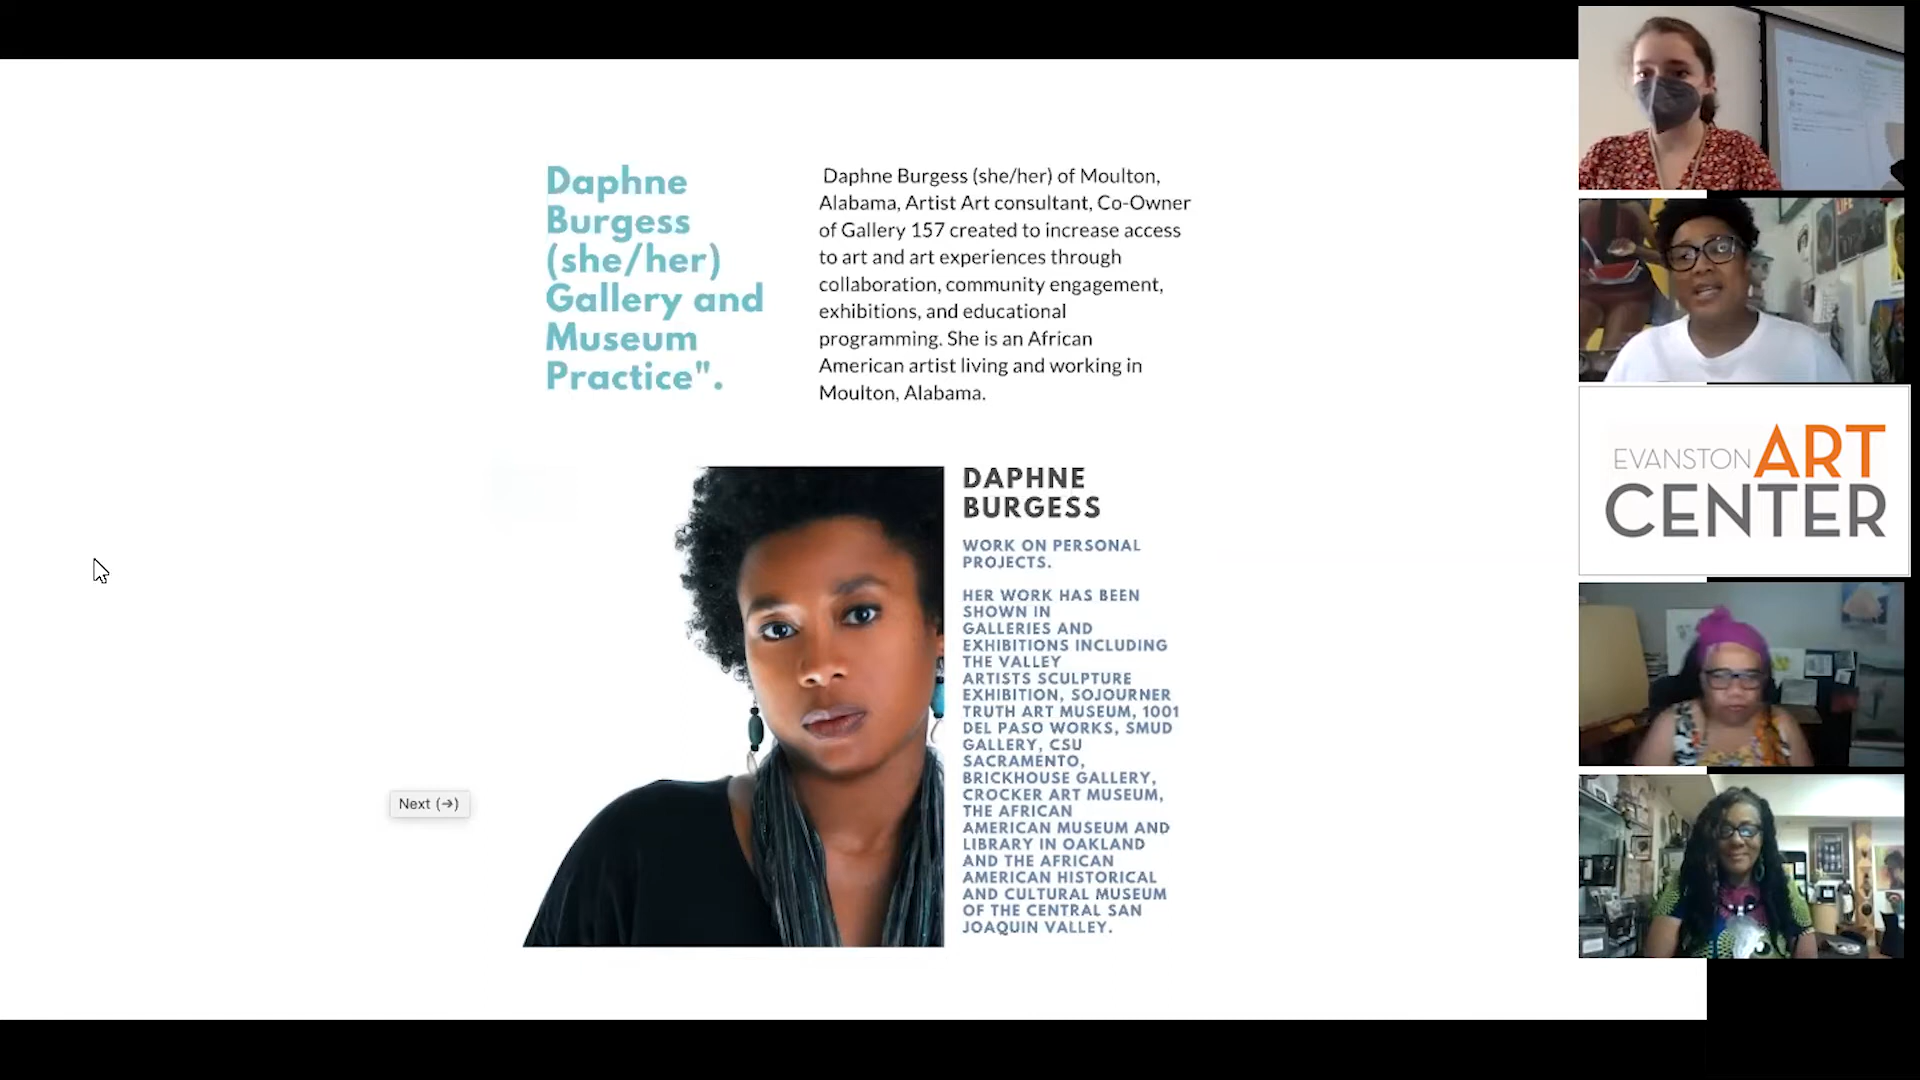 Daphne
Burgess
(she/her)
Gallery and
Museum
Practice".
Daphne Burgess (she/her) of Moulton,
Alabama, Artist Art consultant, Co-Owner
of Gallery 157 created to increase access
to art and art experiences through
collaboration, community engagement,
exhibitions, and educational
programming. She is an African
American artist living and working in
Moulton, Alabama.
DAPHNE
BURGESS
WORK ON PERSONAL
PROJECTS.
HER WORK HAS BEEN
SHOWN IN
GALLERIES AND
EXHIBITIONS INCLUDING
THE VALLEY
ARTISTS SCULPTURE
EXHIBITION, SOJOURNER
TRUTH ART MUSEUM, 1001
DEL PASO WORKS, SMUD
GALLERY, CSU
SACRAMENTO,
BRICKHOUSE GALLERY,
CROCKER ART MUSEUM,
THE AFRICAN
AMERICAN MUSEUM AND
LIBRARY IN OAKLAND
AND THE AFRICAN
AMERICAN HISTORICAL
AND CULTURAL MUSEUM
OF THE CENTRAL SAN
JOAQUIN VALLEY.
Next (→)
LIFE
EVANSTON ART
CENTER